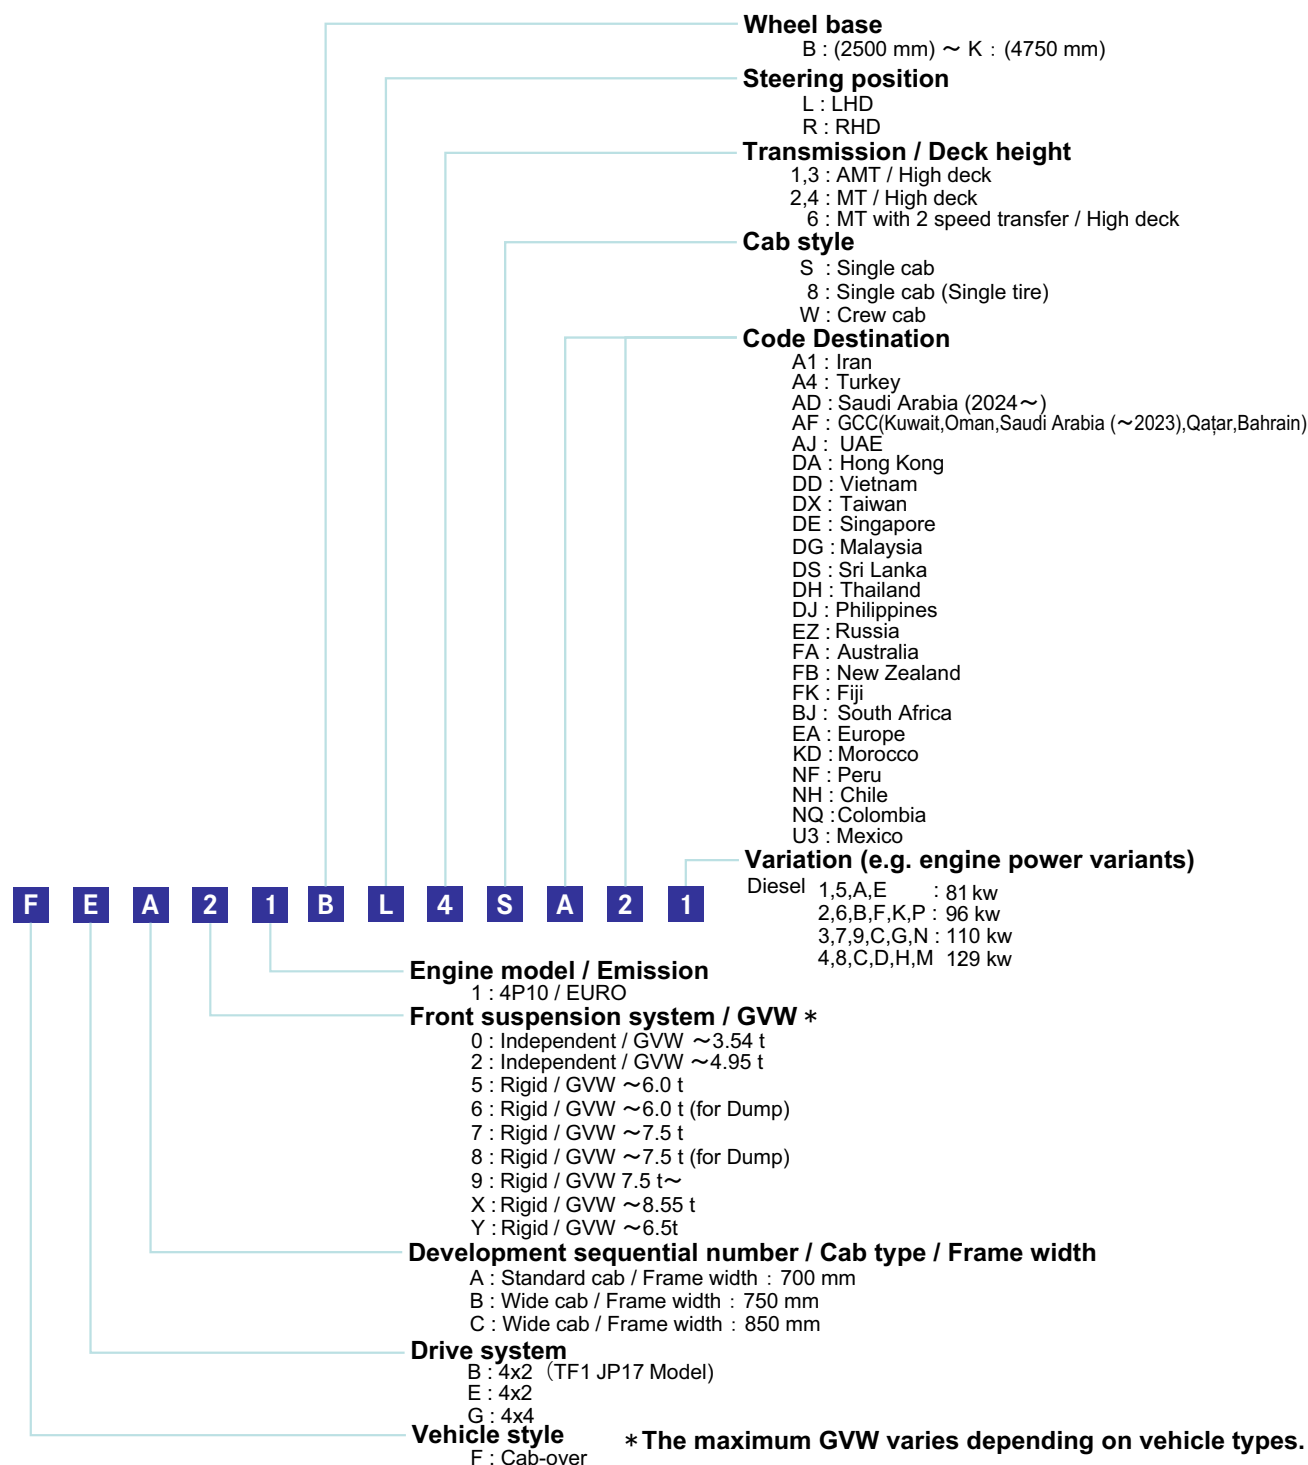 Wheel base
B : (2500 mm) ～ K : (4750 mm)
Steering position
L : LHD
R : RHD
Transmission / Deck height
1,3 : AMT / High deck
2,4 : MT / High deck
6 : MT with 2 speed transfer / High deck
Cab style
S : Single cab
8 : Single cab (Single tire)
W : Crew cab
Code Destination
A1 : Iran
A4 : Turkey
AD : Saudi Arabia (2024～)
AF : GCC(Kuwait,Oman,Saudi Arabia (～2023),Qaţar,Bahrain)
AJ : UAE
DA : Hong Kong
DD : Vietnam
DX : Taiwan
DE : Singapore
DG : Malaysia
DS : Sri Lanka
DH : Thailand
DJ : Philippines
EZ : Russia
FA : Australia
FB : New Zealand
FK : Fiji
BJ : South Africa
EA : Europe
KD : Morocco
NF : Peru
NH : Chile
NQ :Colombia
U3 : Mexico
Variation (e.g. engine power variants)
Diesel 1,5,A,E : 81 kw
2,6,B,F,K,P : 96 kw
3,7,9,C,G,N : 110 kw
4,8,C,D,H,M 129 kw
F E A 2 1 B L 4 S A 2 1
Engine model / Emission
1 : 4P10 / EURO
Front suspension system / GVW *
0 : Independent / GVW ～3.54 t
2 : Independent / GVW ～4.95 t
5 : Rigid / GVW ～6.0 t
6 : Rigid / GVW ～6.0 t (for Dump)
7 : Rigid / GVW ～7.5 t
8 : Rigid / GVW ～7.5 t (for Dump)
9 : Rigid / GVW 7.5 t～
X : Rigid / GVW ～8.55 t
Y : Rigid / GVW ～6.5t
Development sequential number / Cab type / Frame width
A : Standard cab / Frame width : 700 mm
B : Wide cab / Frame width : 750 mm
C : Wide cab / Frame width : 850 mm
Drive system
B : 4x2 (TF1 JP17 Model)
E : 4x2
G : 4x4
Vehicle style
F : Cab-over
*The maximum GVW varies depending on vehicle types.